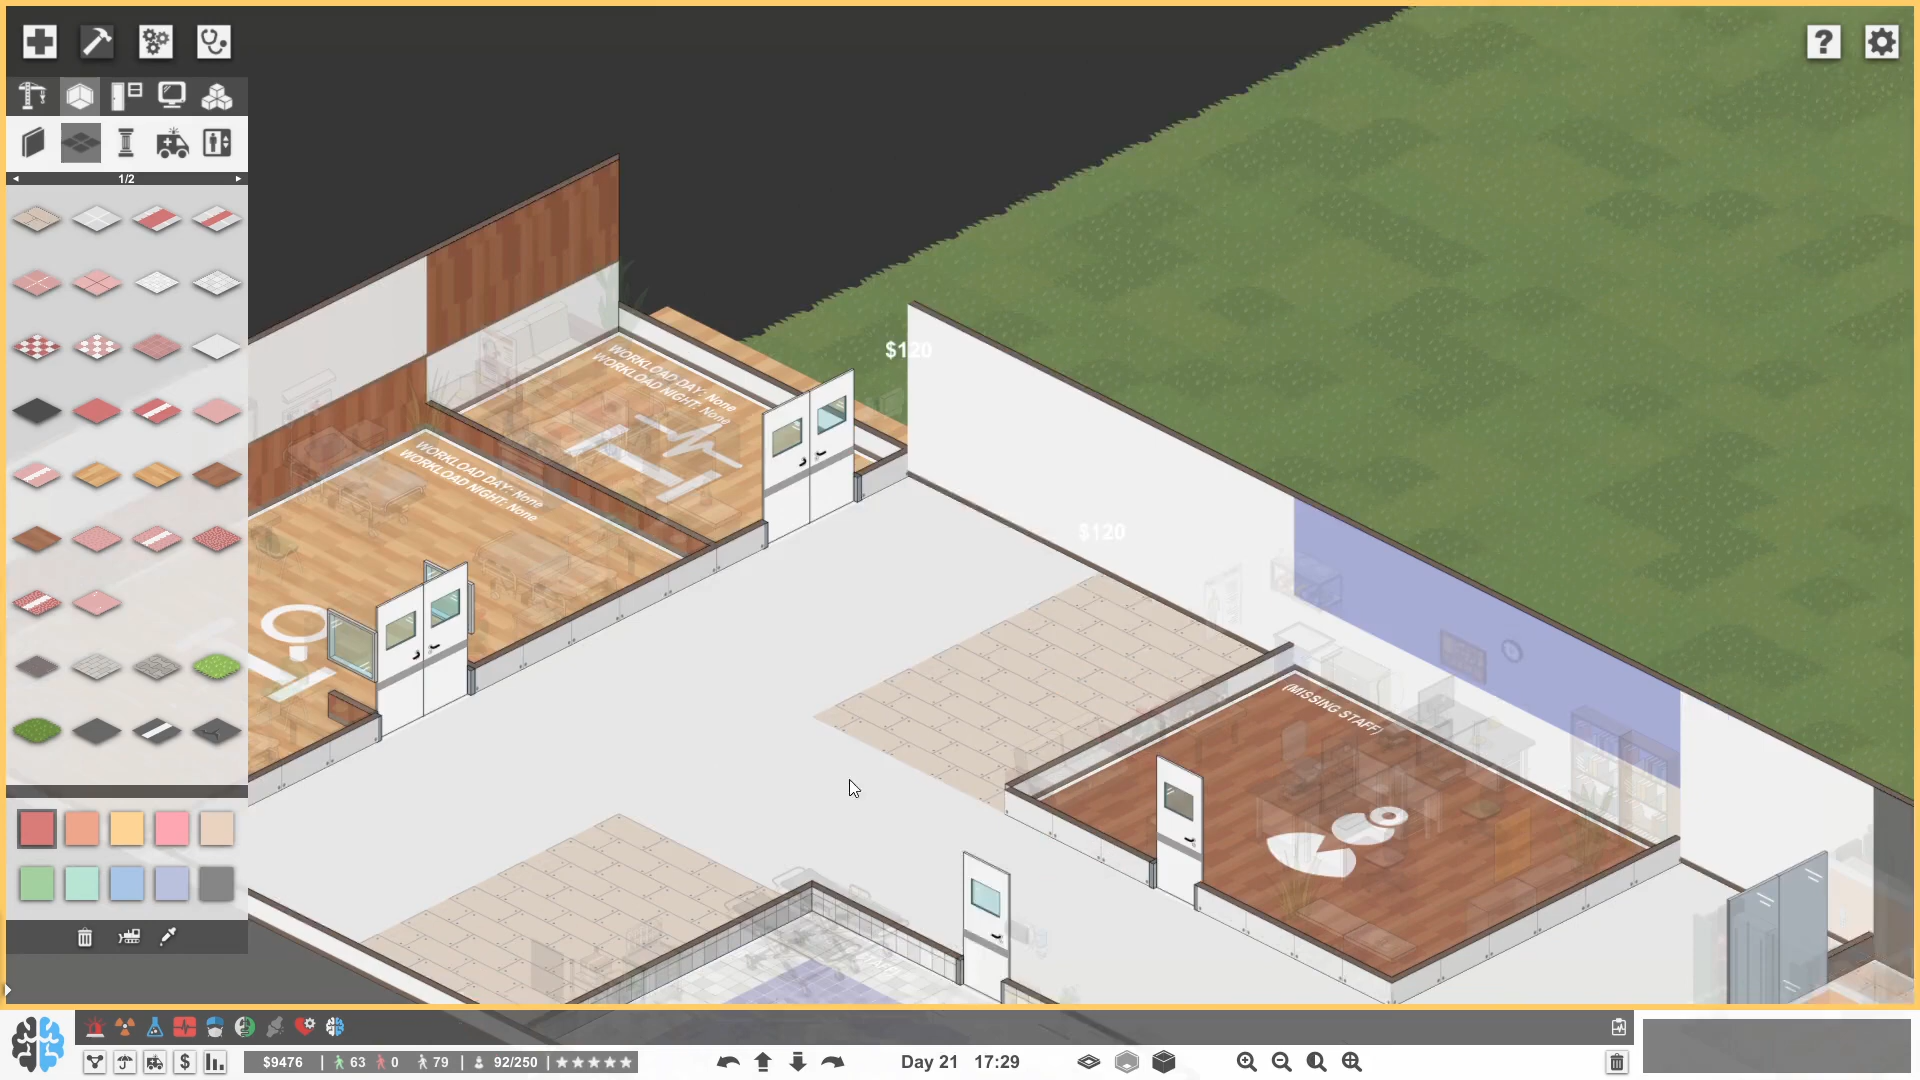 1/2
WORKLOAD DAY: None
WORKLOAD NIGHT: None
$120
WORKLOAD DAY: None
WORKLOAD NIGHT: None
$120
(MISSING STAFF)
STAFF)
$9476 | 63 0 79 | 92/250
Day 21 17:29